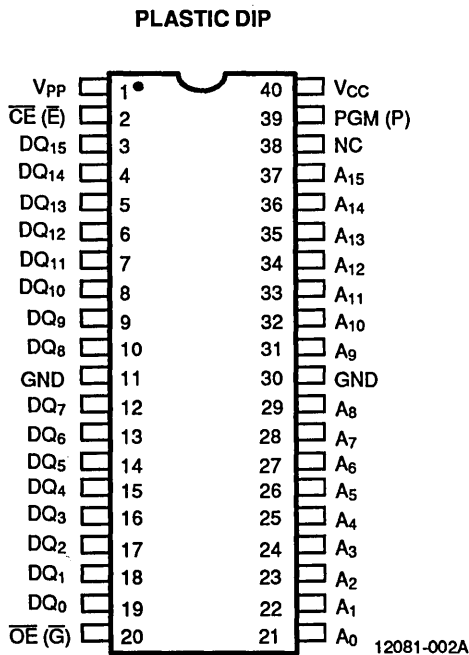 PLASTIC DIP
VPP 1 40 VCC
C̅E̅ (E̅) 2 39 PGM (P)
DQ15 3 38 NC
DQ14 4 37 A15
DQ13 5 36 A14
DQ12 6 35 A13
DQ11 7 34 A12
DQ10 8 33 A11
DQ9 9 32 A10
DQ8 10 31 A9
GND 11 30 GND
DQ7 12 29 A8
DQ6 13 28 A7
DQ5 14 27 A6
DQ4 15 26 A5
DQ3 16 25 A4
DQ2 17 24 A3
DQ1 18 23 A2
DQ0 19 22 A1
O̅E̅ (G̅) 20 21 A0
12081-002A